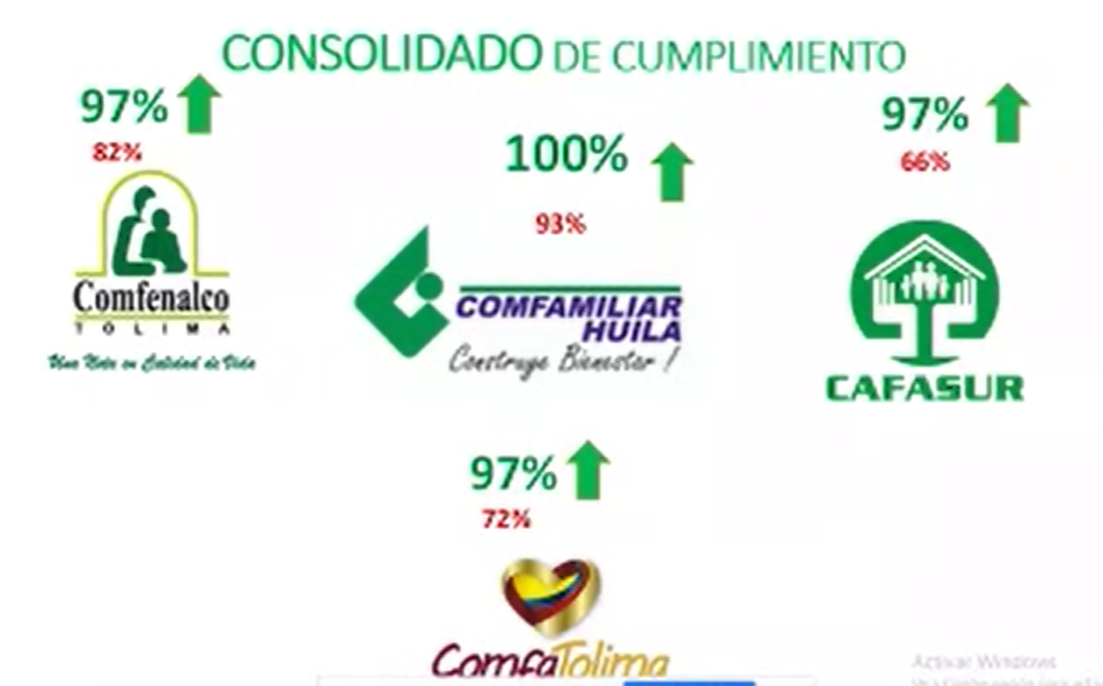 CONSOLIDADO DE CUMPLIMIENTO
97%
82%
Comfenalco
TOLIMA
100%
93%
COMFAMILIAR
HUILA
Construye Bienestar !
97%
66%
CAFASUR
97%
72%
ComfaTolima
Activar Windows